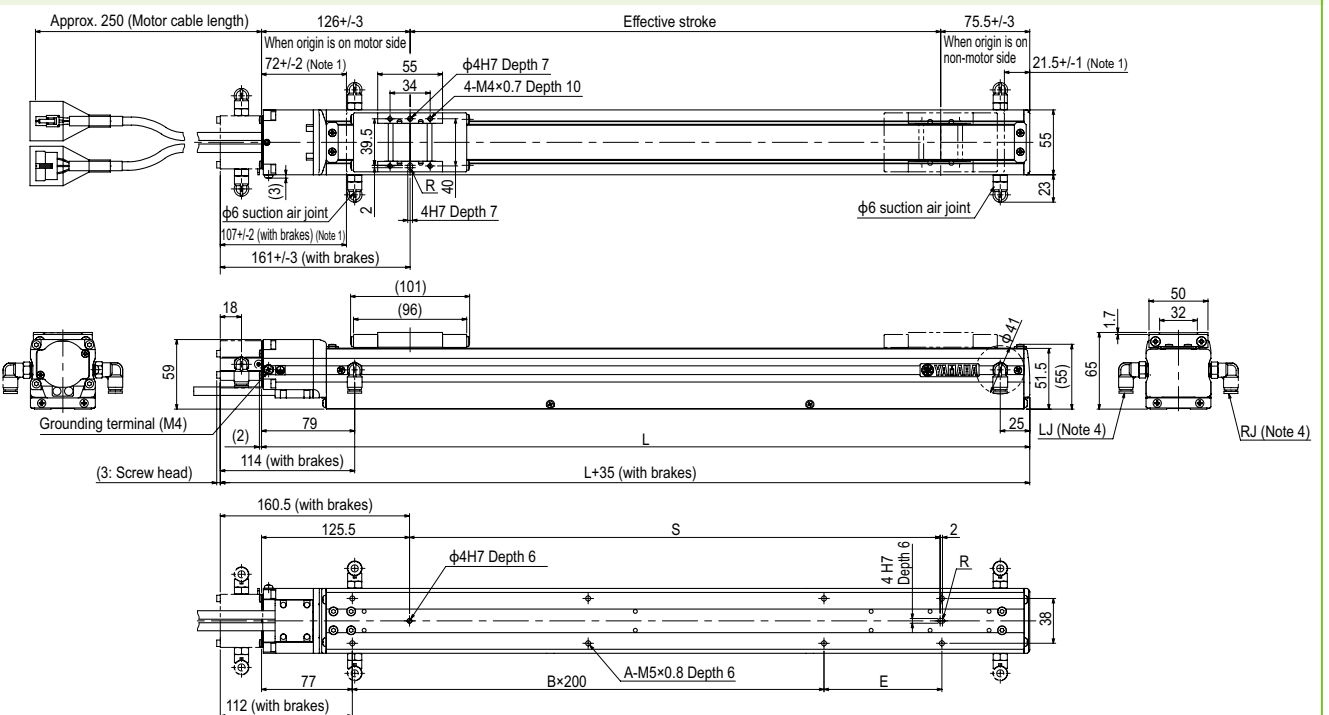 Approx. 250 (Motor cable length)
126+/-3
Effective stroke
75.5+/-3
When origin is on motor side
When origin is on
non-motor side
72+/-2 (Note 1)
55
ϕ4H7 Depth 7
21.5+/-1 (Note 1)
34
4-M4×0.7 Depth 10
39.5
55
(3)
R
40
23
ϕ6 suction air joint
2
4H7 Depth 7
ϕ6 suction air joint
107+/-2 (with brakes) (Note 1)
161+/-3 (with brakes)
(101)
(96)
18
50
32
1.7
ϕ41
59
YAMAHA
51.5
(55)
65
Grounding terminal (M4)
79
25
LJ (Note 4)
RJ (Note 4)
(2)
L
114 (with brakes)
(3: Screw head)
L+35 (with brakes)
160.5 (with brakes)
125.5
S
2
ϕ4H7 Depth 6
4 H7
Depth 6
R
38
A-M5×0.8 Depth 6
77
B×200
E
112 (with brakes)